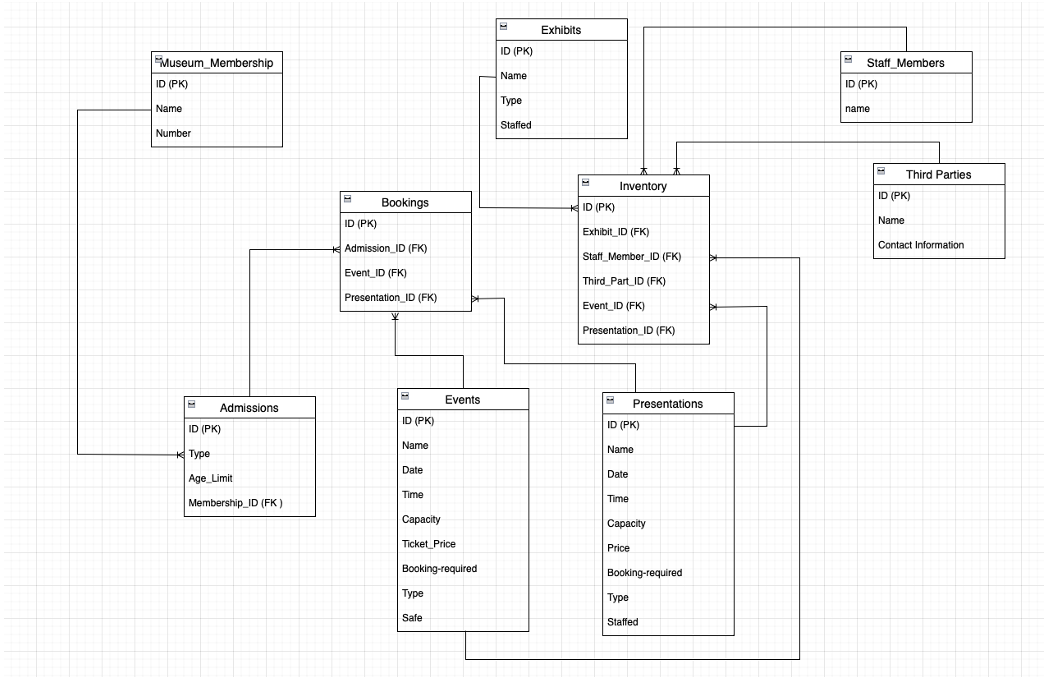 Exhibits
ID (PK)
Name
Type
Staffed
Museum_Membership
ID (PK)
Name
Number
Staff_Members
ID (PK)
name
Third Parties
ID (PK)
Name
Contact Information
Inventory
ID (PK)
Exhibit_ID (FK)
Staff_Member_ID (FK)
Third_Part_ID (FK)
Event_ID (FK)
Presentation_ID (FK)
Bookings
ID (PK)
Admission_ID (FK)
Event_ID (FK)
Presentation_ID (FK)
Admissions
ID (PK)
Type
Age_Limit
Membership_ID (FK )
Events
ID (PK)
Name
Date
Time
Capacity
Ticket_Price
Booking-required
Type
Safe
Presentations
ID (PK)
Name
Date
Time
Capacity
Price
Booking-required
Type
Staffed